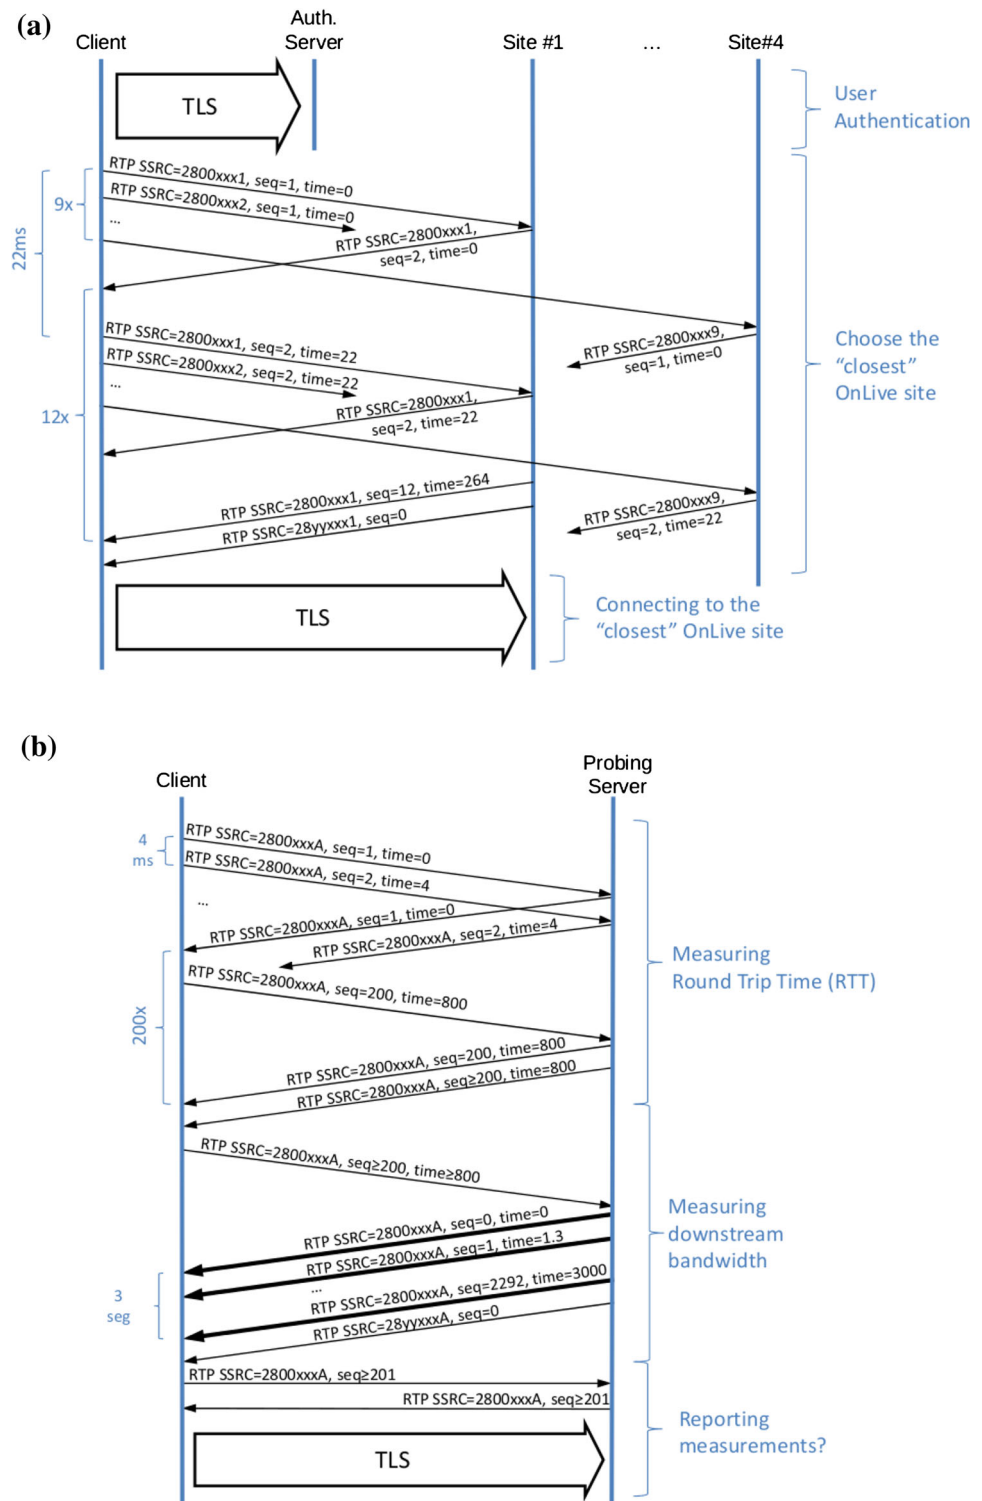 (a)
Client
Auth.
Server
Site #1
...
Site#4
TLS
User
Authentication
RTP SSRC=2800xxx1, seq=1, time=0
9x
RTP SSRC=2800xxx2, seq=1, time=0
...
22ms
RTP SSRC=2800xxx1,
seq=2, time=0
RTP SSRC=2800xxx1, seq=2, time=22
RTP SSRC=2800xxx9,
seq=1, time=0
RTP SSRC=2800xxx2, seq=2, time=22
...
Choose the
“closest”
OnLive site
12x
RTP SSRC=2800xxx1,
seq=2, time=22
RTP SSRC=2800xxx1, seq=12, time=264
RTP SSRC=2800xxx9,
seq=2, time=22
RTP SSRC=28yyxxx1, seq=0
TLS
Connecting to the
“closest” OnLive site
(b)
Client
Probing
Server
4
ms
RTP SSRC=2800xxxA, seq=1, time=0
RTP SSRC=2800xxxA, seq=2, time=4
...
RTP SSRC=2800xxxA, seq=1, time=0
RTP SSRC=2800xxxA, seq=2, time=4
Measuring
Round Trip Time (RTT)
RTP SSRC=2800xxxA, seq=200, time=800
200x
RTP SSRC=2800xxxA, seq=200, time=800
RTP SSRC=2800xxxA, seq≥200, time=800
RTP SSRC=2800xxxA, seq≥200, time≥800
Measuring
downstream
bandwidth
RTP SSRC=2800xxxA, seq=0, time=0
RTP SSRC=2800xxxA, seq=1, time=1.3
...
3
seg
RTP SSRC=2800xxxA, seq=2292, time=3000
RTP SSRC=28yyxxxA, seq=0
RTP SSRC=2800xxxA, seq≥201
RTP SSRC=2800xxxA, seq≥201
Reporting
measurements?
TLS